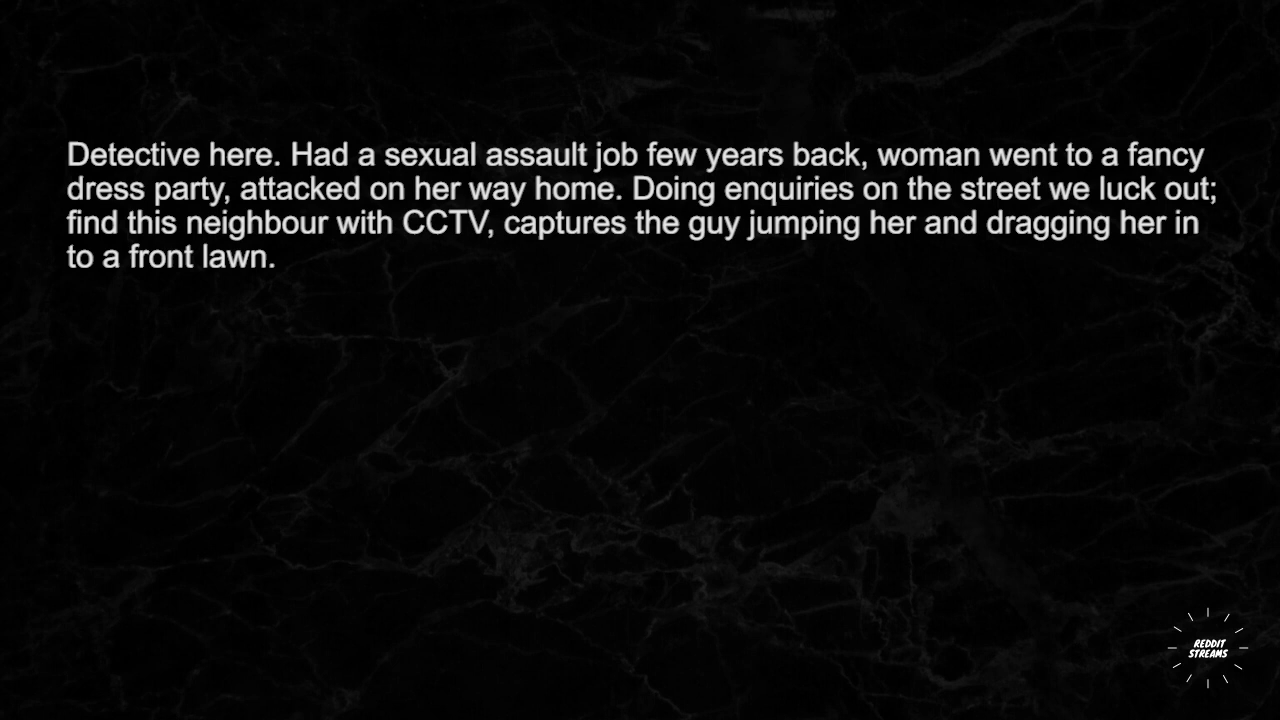 Detective here. Had a sexual assault job few years back, woman went to a fancy
dress party, attacked on her way home. Doing enquiries on the street we luck out;
find this neighbour with CCTV, captures the guy jumping her and dragging her in
to a front lawn.
REDDIT
STREAMS